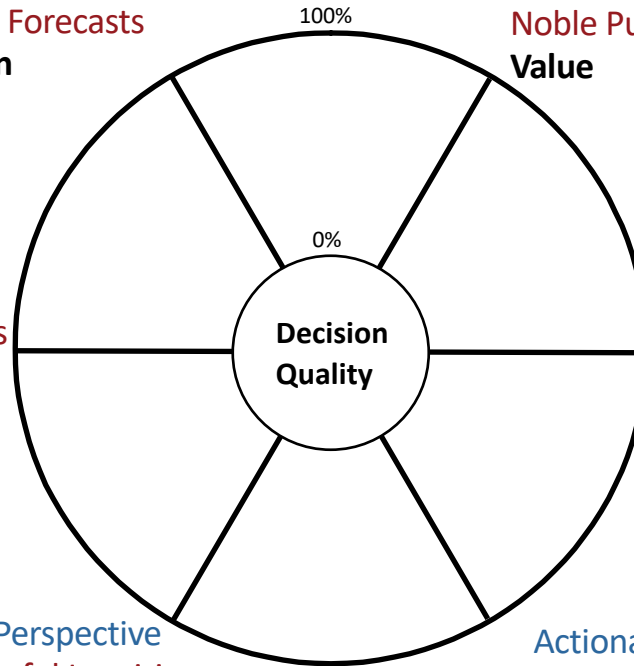 Forecasts
100%
Noble Pu
n
Value
0%
s
Decision
Quality
Perspective
Actiona